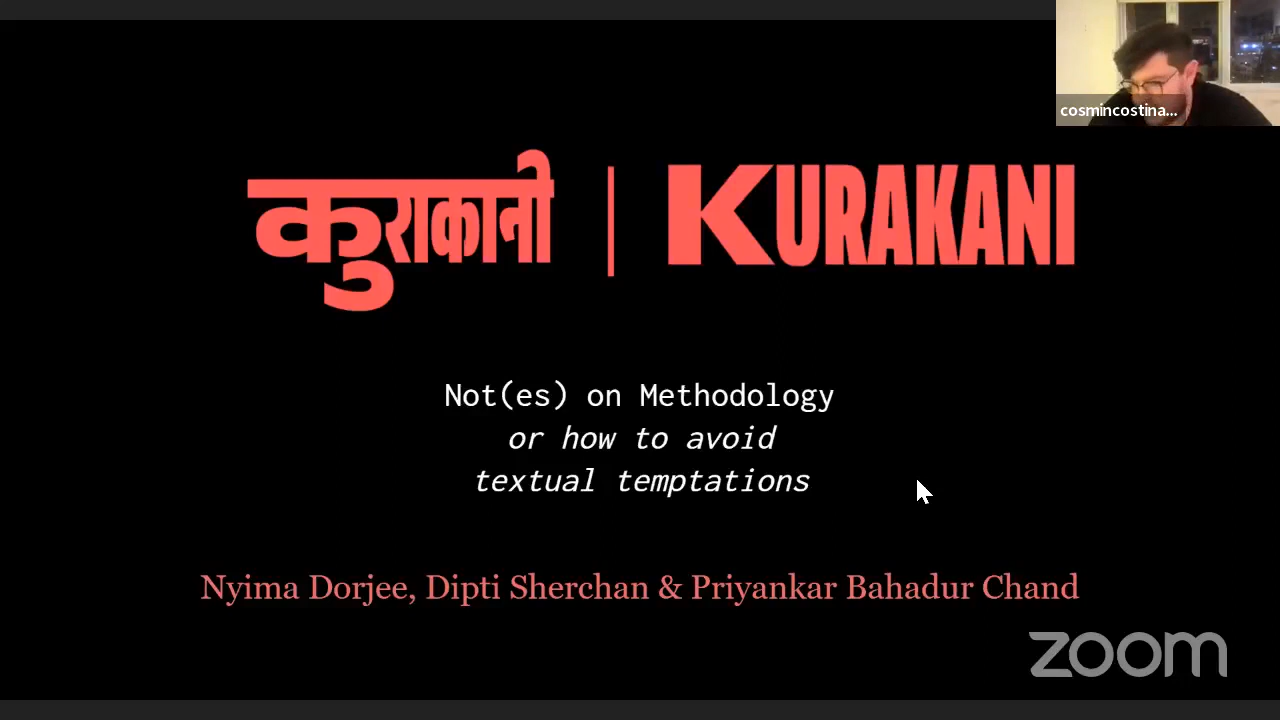 cosmincostina...
कुराकानी | KURAKANI
Not(es) on Methodology
or how to avoid
textual temptations
Nyima Dorjee, Dipti Sherchan & Priyankar Bahadur Chand
zoom